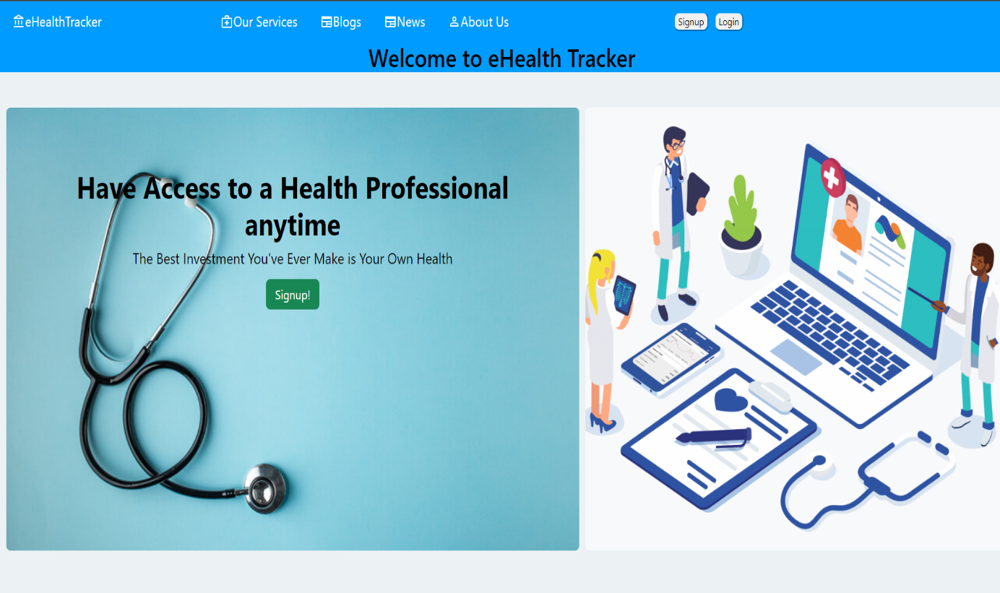 eHealthTracker
Our Services
Blogs
News
About Us
Signup
Login
Welcome to eHealth Tracker
Have Access to a Health Professional
anytime
The Best Investment You've Ever Make is Your Own Health
Signup!